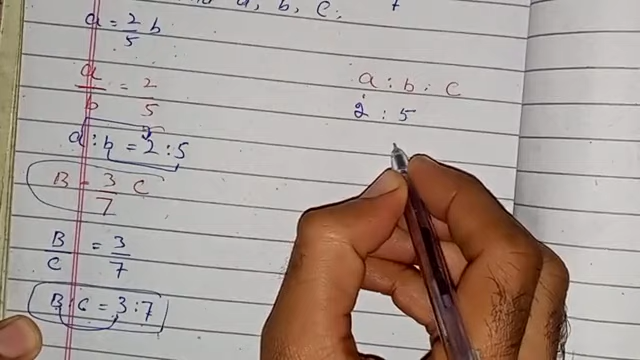 a, b, c,
a = 2/5 b
a/b = 2/5
a : b = 2 : 5
B = 3/7 C
B/C = 3/7
B : C = 3 : 7
a : b : c
2 : 5